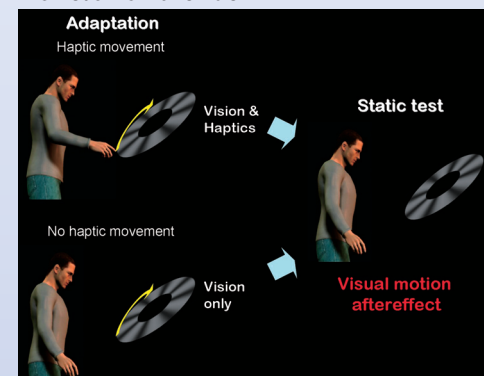 Adaptation
Haptic movement
Vision &
Haptics
Static test
No haptic movement
Vision
only
Visual motion
aftereffect